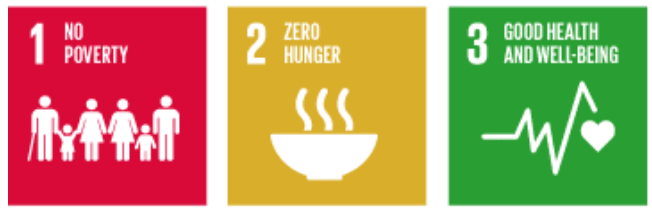 1 NO
POVERTY
2 ZERO
HUNGER
3 GOOD HEALTH
AND WELL-BEING